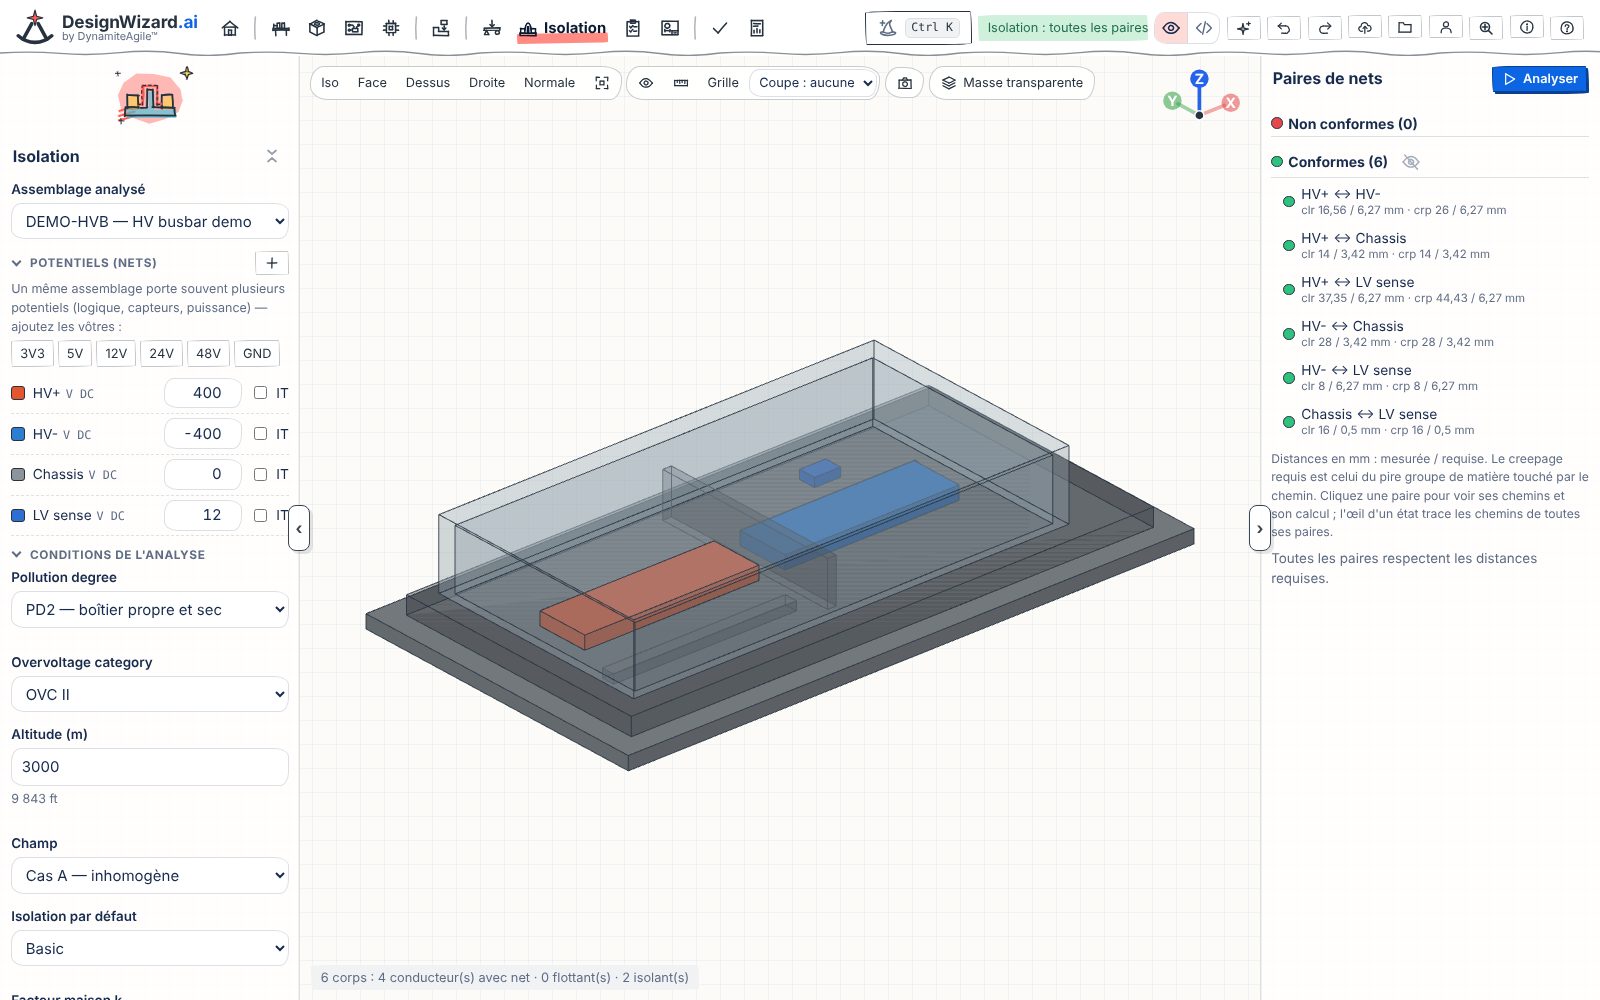 DesignWizard.ai
by DynamiteAgile™
Isolation
Ctrl K
Isolation : toutes les paires
Isolation
Assemblage analysé
DEMO-HVB — HV busbar demo
POTENTIELS (NETS)
Un même assemblage porte souvent plusieurs
potentiels (logique, capteurs, puissance) —
ajoutez les vôtres :
3V3 5V 12V 24V 48V GND
HV+ V DC 400 IT
HV- V DC -400 IT
Chassis V DC 0 IT
LV sense V DC 12 IT
CONDITIONS DE L'ANALYSE
Pollution degree
PD2 — boîtier propre et sec
Overvoltage category
OVC II
Altitude (m)
3000
9 843 ft
Champ
Cas A — inhomogène
Isolation par défaut
Basic
Facteur maison k
Iso Face Dessus Droite Normale
Grille
Coupe : aucune
Masse transparente
Z
Y
X
6 corps : 4 conducteur(s) avec net · 0 flottant(s) · 2 isolant(s)
Paires de nets
Analyser
Non conformes (0)
Conformes (6)
HV+ ↔ HV-
clr 16,56 / 6,27 mm · crp 26 / 6,27 mm
HV+ ↔ Chassis
clr 14 / 3,42 mm · crp 14 / 3,42 mm
HV+ ↔ LV sense
clr 37,35 / 6,27 mm · crp 44,43 / 6,27 mm
HV- ↔ Chassis
clr 28 / 3,42 mm · crp 28 / 3,42 mm
HV- ↔ LV sense
clr 8 / 6,27 mm · crp 8 / 6,27 mm
Chassis ↔ LV sense
clr 16 / 0,5 mm · crp 16 / 0,5 mm
Distances en mm : mesurée / requise. Le creepage
requis est celui du pire groupe de matière touché par le
chemin. Cliquez une paire pour voir ses chemins et
son calcul ; l'œil d'un état trace les chemins de toutes
ses paires.
Toutes les paires respectent les distances
requises.